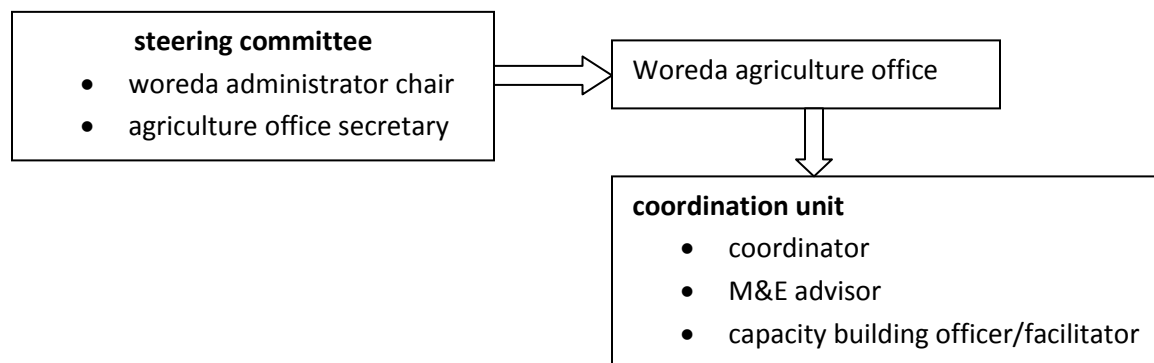 steering committee
• woreda administrator chair
• agriculture office secretary
Woreda agriculture office
coordination unit
• coordinator
• M&E advisor
• capacity building officer/facilitator